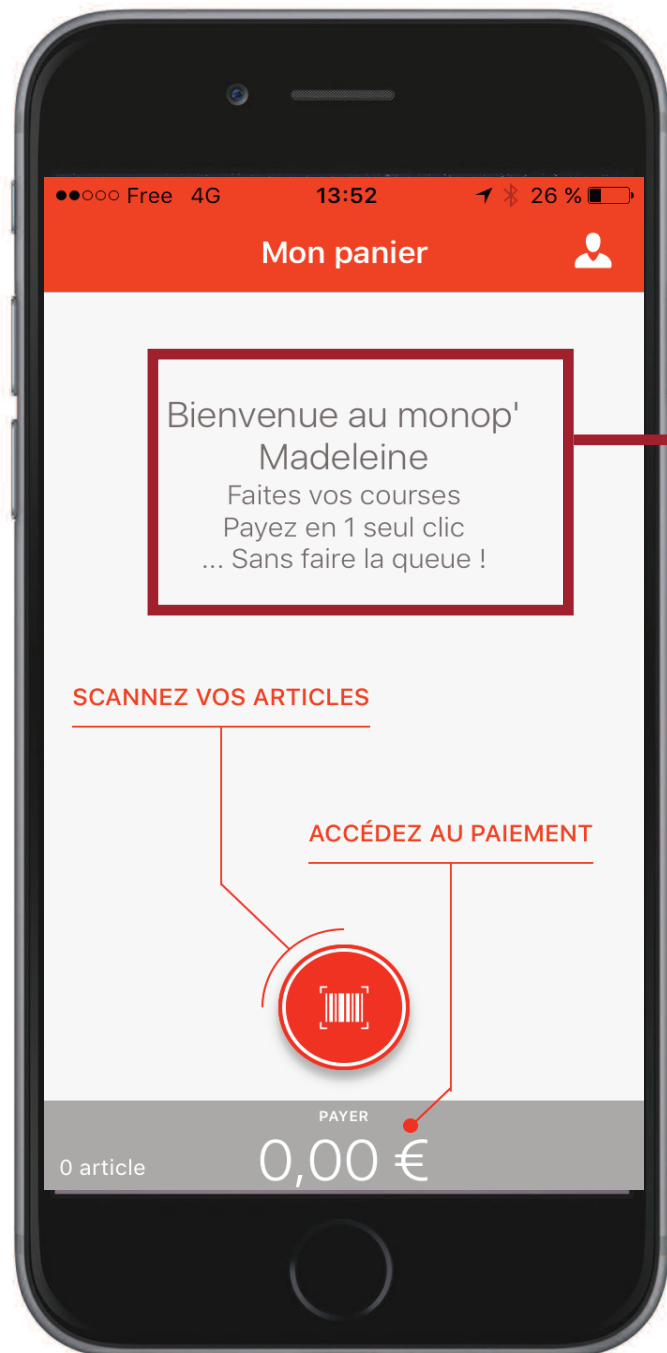 ●●○○○ Free 4G 13:52 26 %
Mon panier
Bienvenue au monop'
Madeleine
Faites vos courses
Payez en 1 seul clic
... Sans faire la queue !
SCANNEZ VOS ARTICLES
ACCÉDEZ AU PAIEMENT
PAYER
0 article 0,00 €